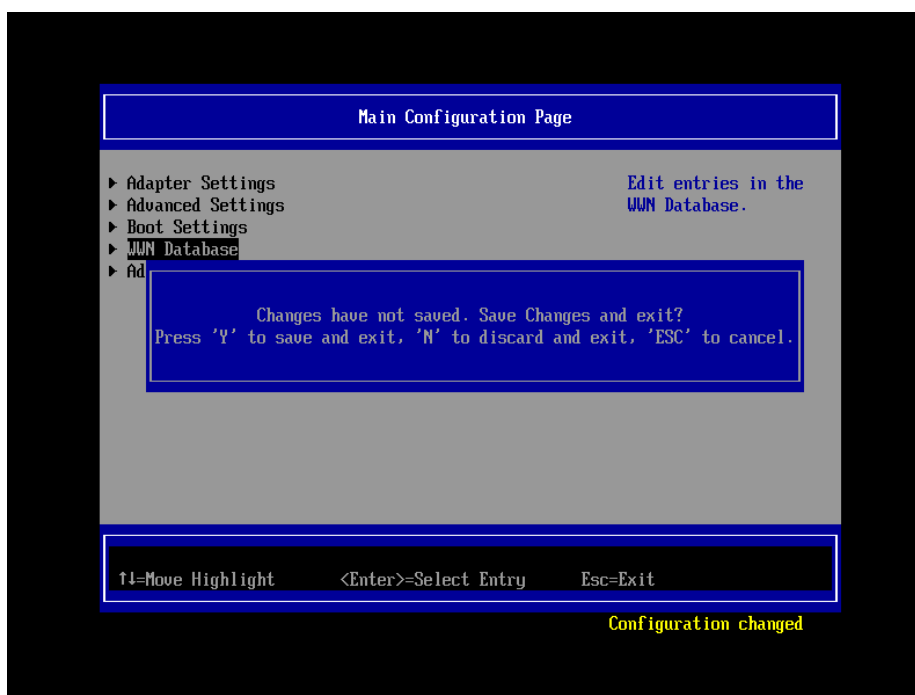 Main Configuration Page
Adapter Settings
Advanced Settings
Boot Settings
WWN Database
Ad
Edit entries in the
WWN Database.
Changes have not saved. Save Changes and exit?
Press 'Y' to save and exit, 'N' to discard and exit, 'ESC' to cancel.
↑↓=Move Highlight <Enter>=Select Entry Esc=Exit
Configuration changed